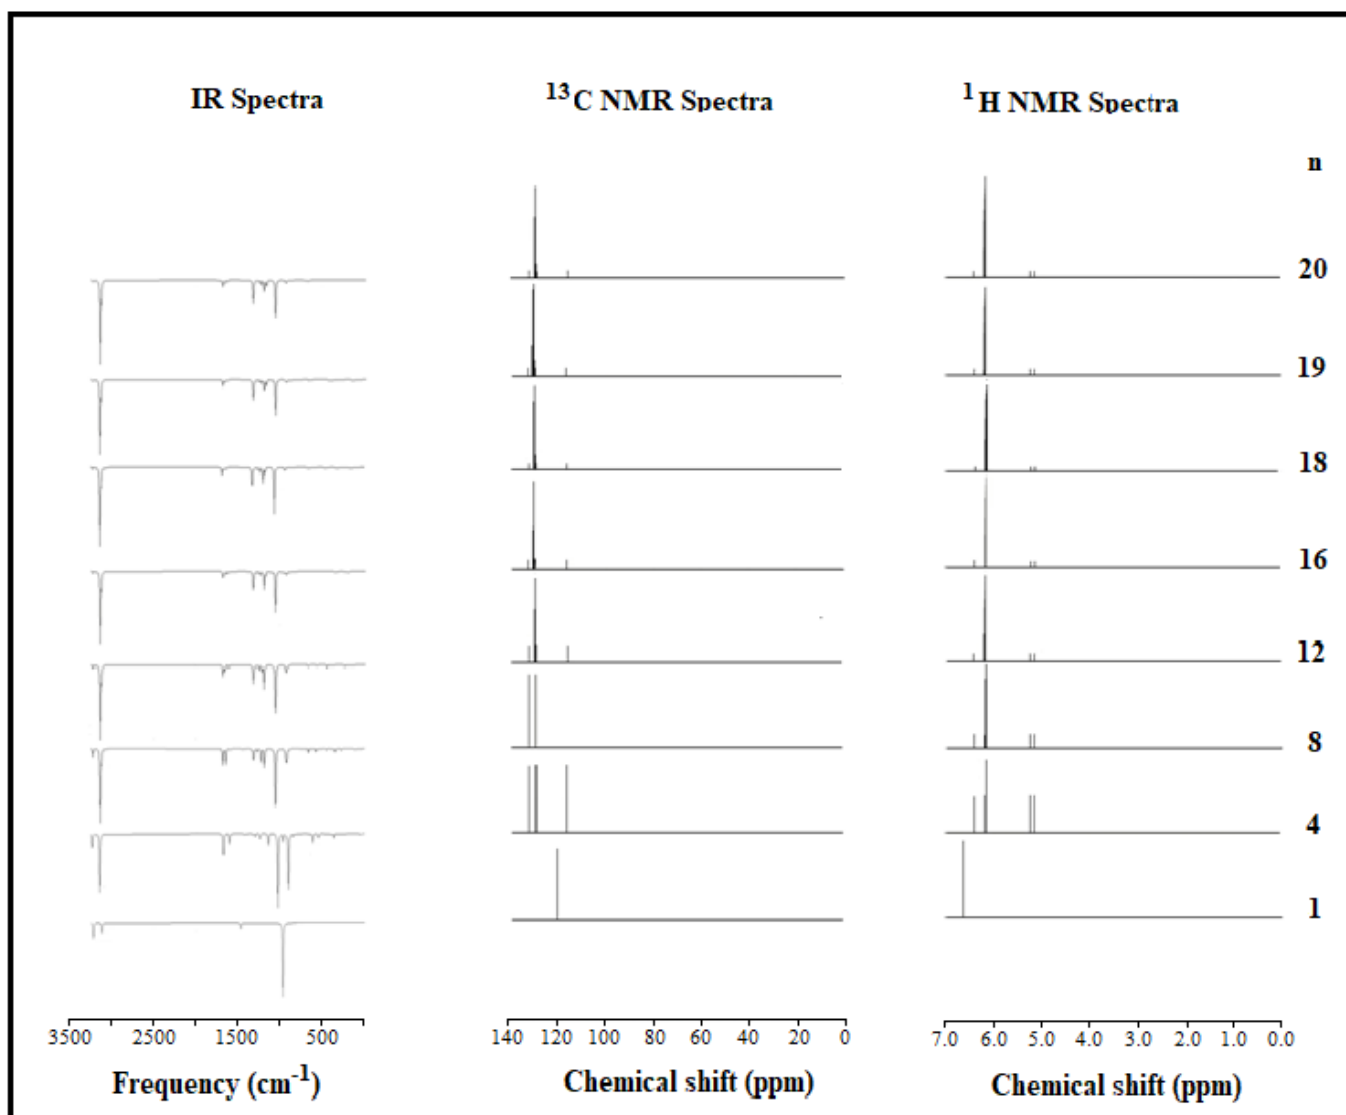 IR Spectra
13C NMR Spectra
1H NMR Spectra
n
20
19
18
16
12
8
4
1
3500 2500 1500 500
140 120 100 80 60 40 20 0
7.0 6.0 5.0 4.0 3.0 2.0 1.0 0.0
Frequency (cm-1)
Chemical shift (ppm)
Chemical shift (ppm)